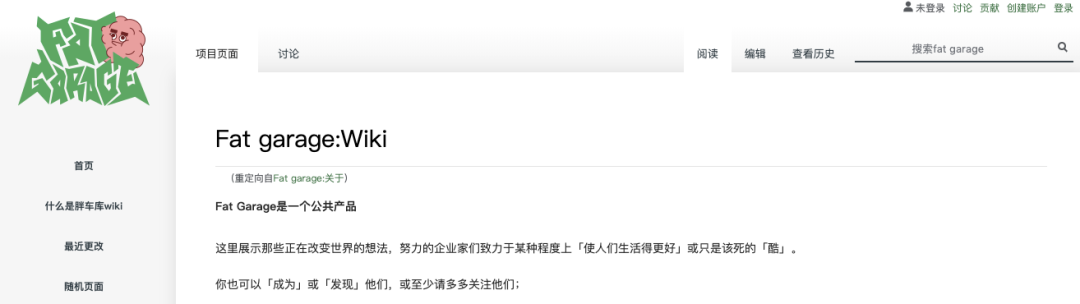 未登录 讨论 贡献 创建账户 登录
FAT GARAGE
项目页面 讨论 阅读 编辑 查看历史 搜索fat garage
Fat garage:Wiki
首页
(重定向自Fat garage:关于)
什么是胖车库wiki
Fat Garage是一个公共产品
最近更改
这里展示那些正在改变世界的想法，努力的企业家们致力于某种程度上「使人们生活得更好」或只是该死的「酷」。
随机页面
你也可以「成为」或「发现」他们，或至少请多多关注他们；